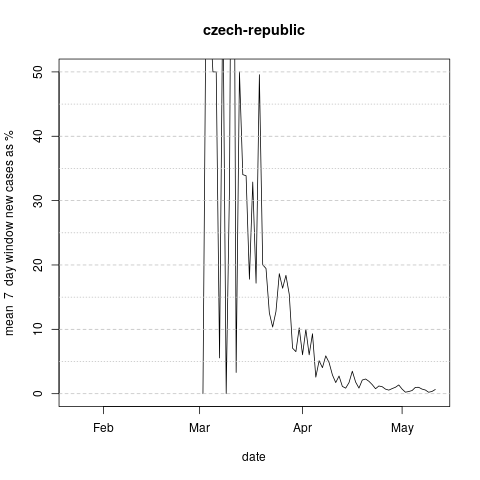 czech-republic
mean 7 day window new cases as %
50
40
30
20
10
0
Feb
Mar
Apr
May
date